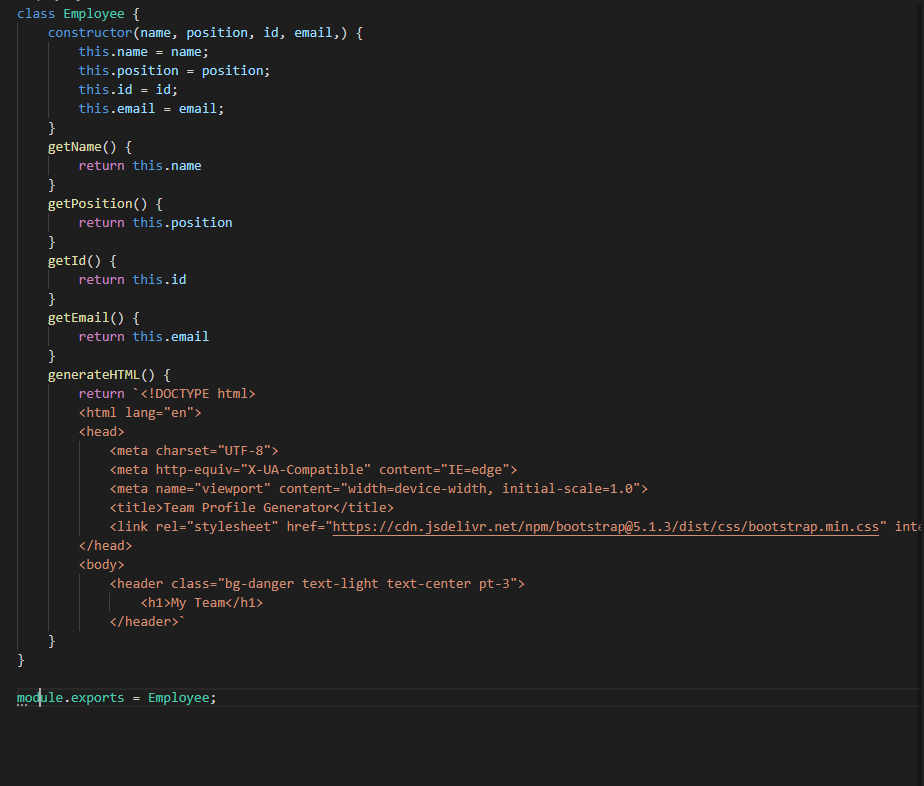 class Employee {
    constructor(name, position, id, email,) {
        this.name = name;
        this.position = position;
        this.id = id;
        this.email = email;
    }
    getName() {
        return this.name
    }
    getPosition() {
        return this.position
    }
    getId() {
        return this.id
    }
    getEmail() {
        return this.email
    }
    generateHTML() {
        return `<!DOCTYPE html>
        <html lang="en">
        <head>
            <meta charset="UTF-8">
            <meta http-equiv="X-UA-Compatible" content="IE=edge">
            <meta name="viewport" content="width=device-width, initial-scale=1.0">
            <title>Team Profile Generator</title>
            <link rel="stylesheet" href="https://cdn.jsdelivr.net/npm/bootstrap@5.1.3/dist/css/bootstrap.min.css"
        </head>
        <body>
            <header class="bg-danger text-light text-center pt-3">
                <h1>My Team</h1>
            </header>`
    }
}

module.exports = Employee;